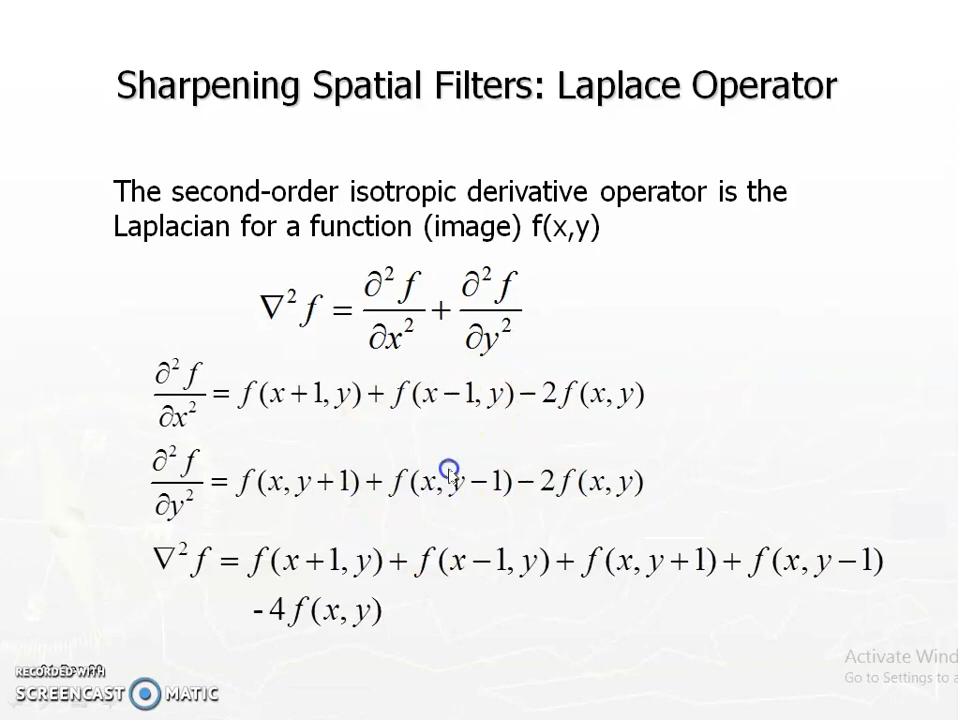 Sharpening Spatial Filters: Laplace Operator
The second-order isotropic derivative operator is the
Laplacian for a function (image) f(x,y)
∇²f = ∂²f/∂x² + ∂²f/∂y²
∂²f/∂x² = f(x+1, y) + f(x−1, y) − 2f(x, y)
∂²f/∂y² = f(x, y+1) + f(x, y−1) − 2f(x, y)
∇²f = f(x+1, y) + f(x−1, y) + f(x, y+1) + f(x, y−1)
- 4f(x, y)
Activate Wind
Go to Settings to a
RECORDED WITH
SCREENCAST MATIC